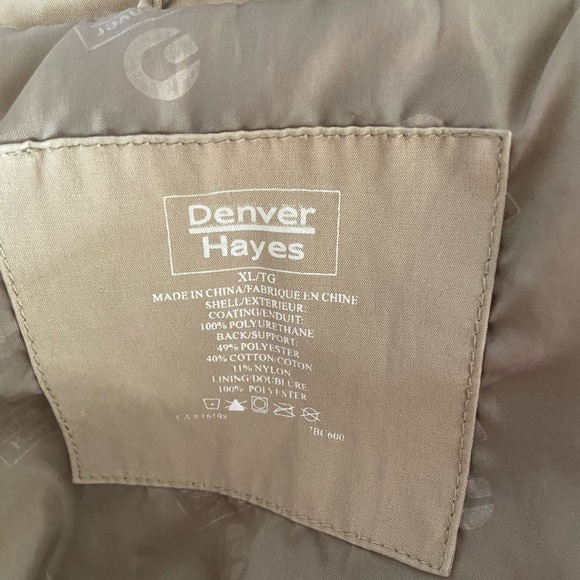 Denver
Hayes
XL/TG
MADE IN CHINA/FABRIQUE EN CHINE
SHELL/EXTERIEUR:
COATING/ENDUIT:
100% POLYURETHANE
BACK/SUPPORT:
49% POLYESTER
40% COTTON/COTON
11% NYLON
LINING/DOUBLURE:
100% POLYESTER
CA# 16198
7BC600